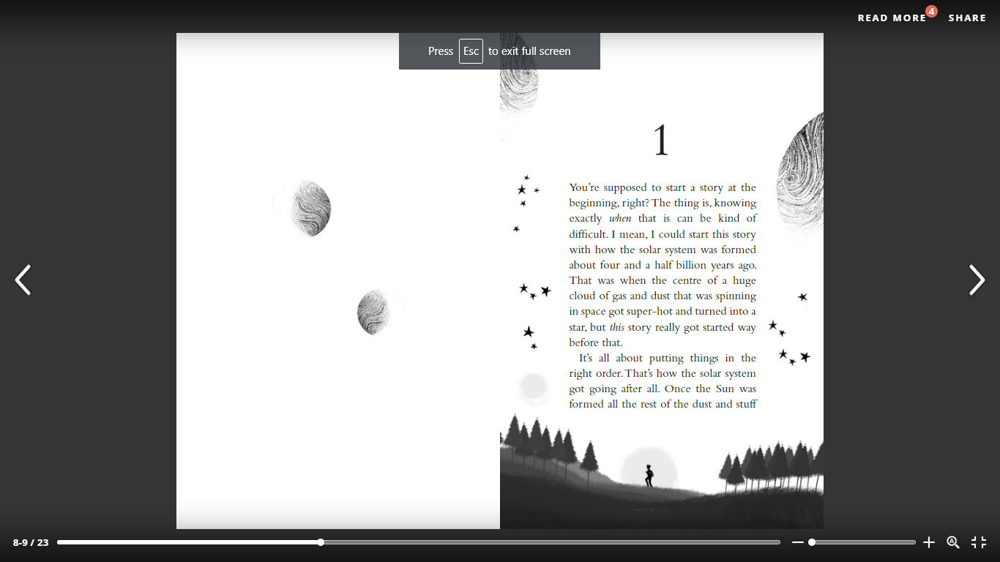 READ MORE 4 SHARE
Press Esc to exit full screen
1
You’re supposed to start a story at the
beginning, right? The thing is, knowing
exactly when that is can be kind of
difficult. I mean, I could start this story
with how the solar system was formed
about four and a half billion years ago.
That was when the centre of a huge
cloud of gas and dust that was spinning
in space got super-hot and turned into a
star, but this story really got started way
before that.
It’s all about putting things in the
right order. That’s how the solar system
got going after all. Once the Sun was
formed all the rest of the dust and stuff
8-9 / 23